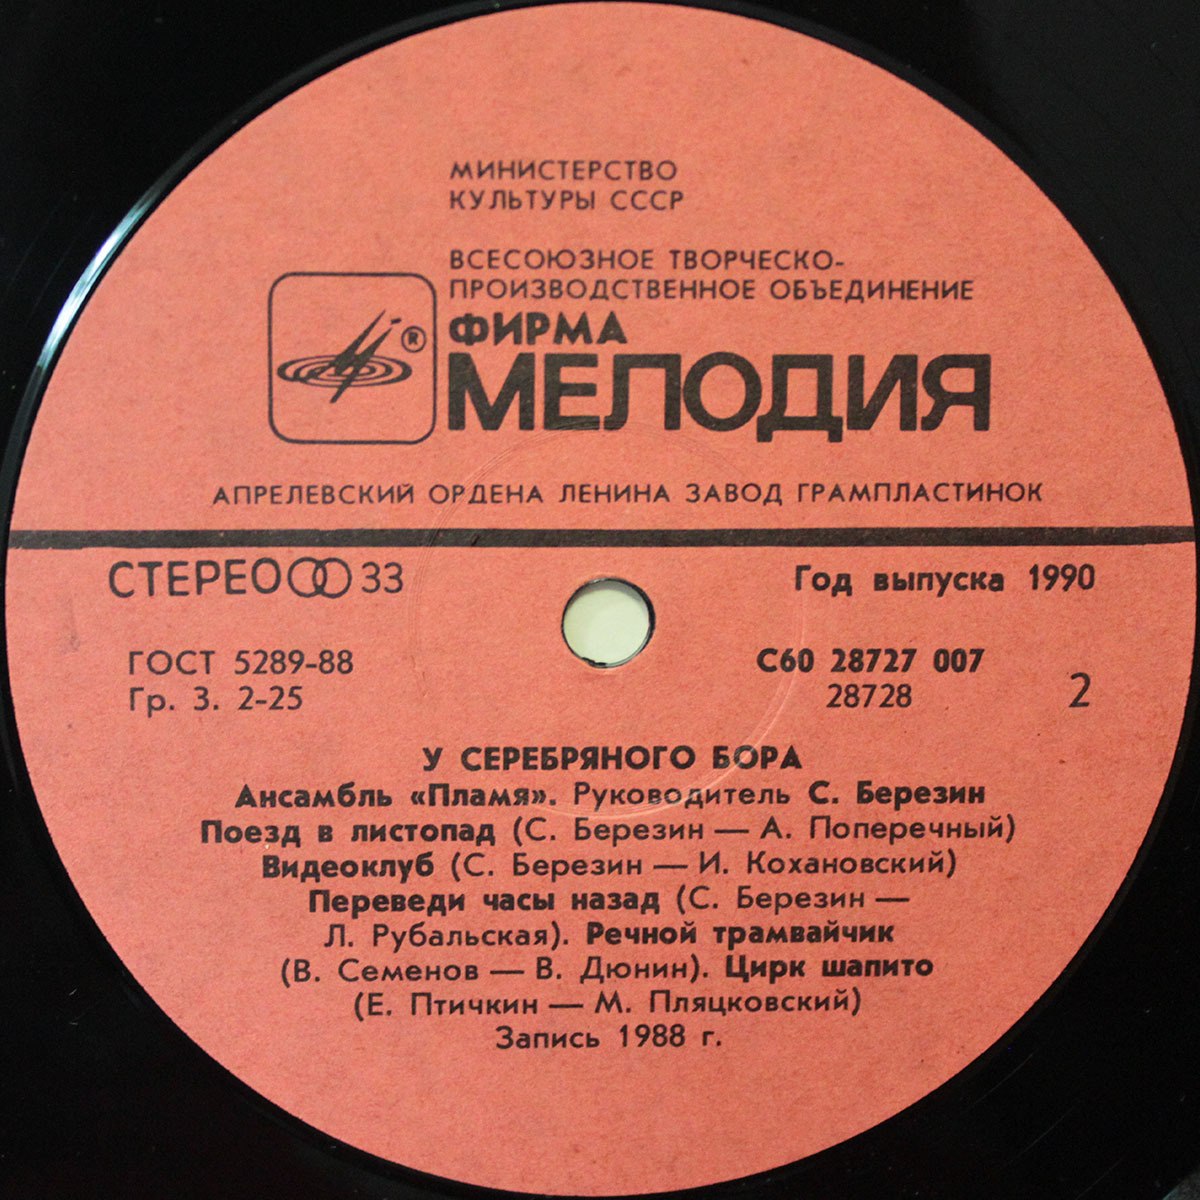 МИНИСТЕРСТВО
КУЛЬТУРЫ СССР
ВСЕСОЮЗНОЕ ТВОРЧЕСКО-
ПРОИЗВОДСТВЕННОЕ ОБЪЕДИНЕНИЕ
ФИРМА
®
МЕЛОДИЯ
АПРЕЛЕВСКИЙ ОРДЕНА ЛЕНИНА ЗАВОД ГРАМПЛАСТИНОК
СТЕРЕО 33
Год выпуска 1990
ГОСТ 5289-88
Гр. 3. 2-25
С60 28727 007
28728
2
У СЕРЕБРЯНОГО БОРА
Ансамбль «Пламя». Руководитель С. Березин
Поезд в листопад (С. Березин — А. Поперечный)
Видеоклуб (С. Березин — И. Кохановский)
Переведи часы назад (С. Березин —
Л. Рубальская). Речной трамвайчик
(В. Семенов — В. Дюнин). Цирк шапито
(Е. Птичкин — М. Пляцковский)
Запись 1988 г.